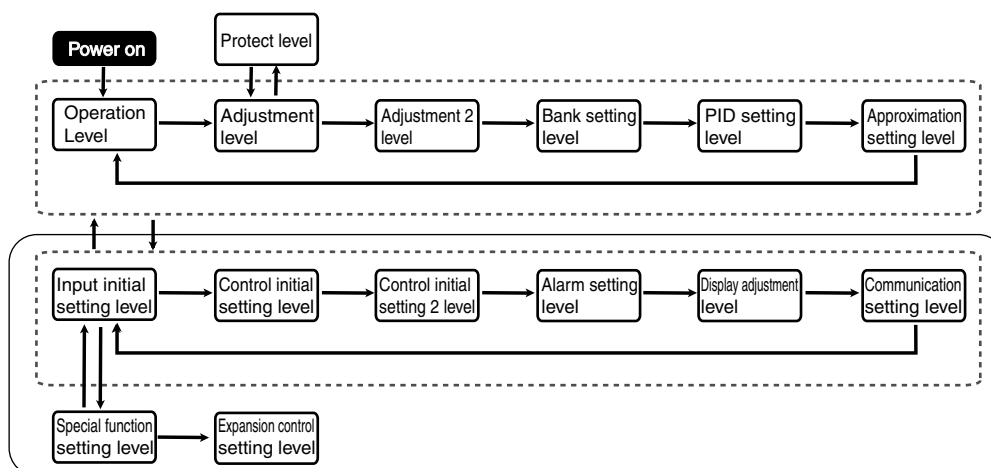 Power on
Protect level
Operation
Level
Adjustment
level
Adjustment 2
level
Bank setting
level
PID setting
level
Approximation
setting level
Input initial
setting level
Control initial
setting level
Control initial
setting 2 level
Alarm setting
level
Display adjustment
level
Communication
setting level
Special function
setting level
Expansion control
setting level